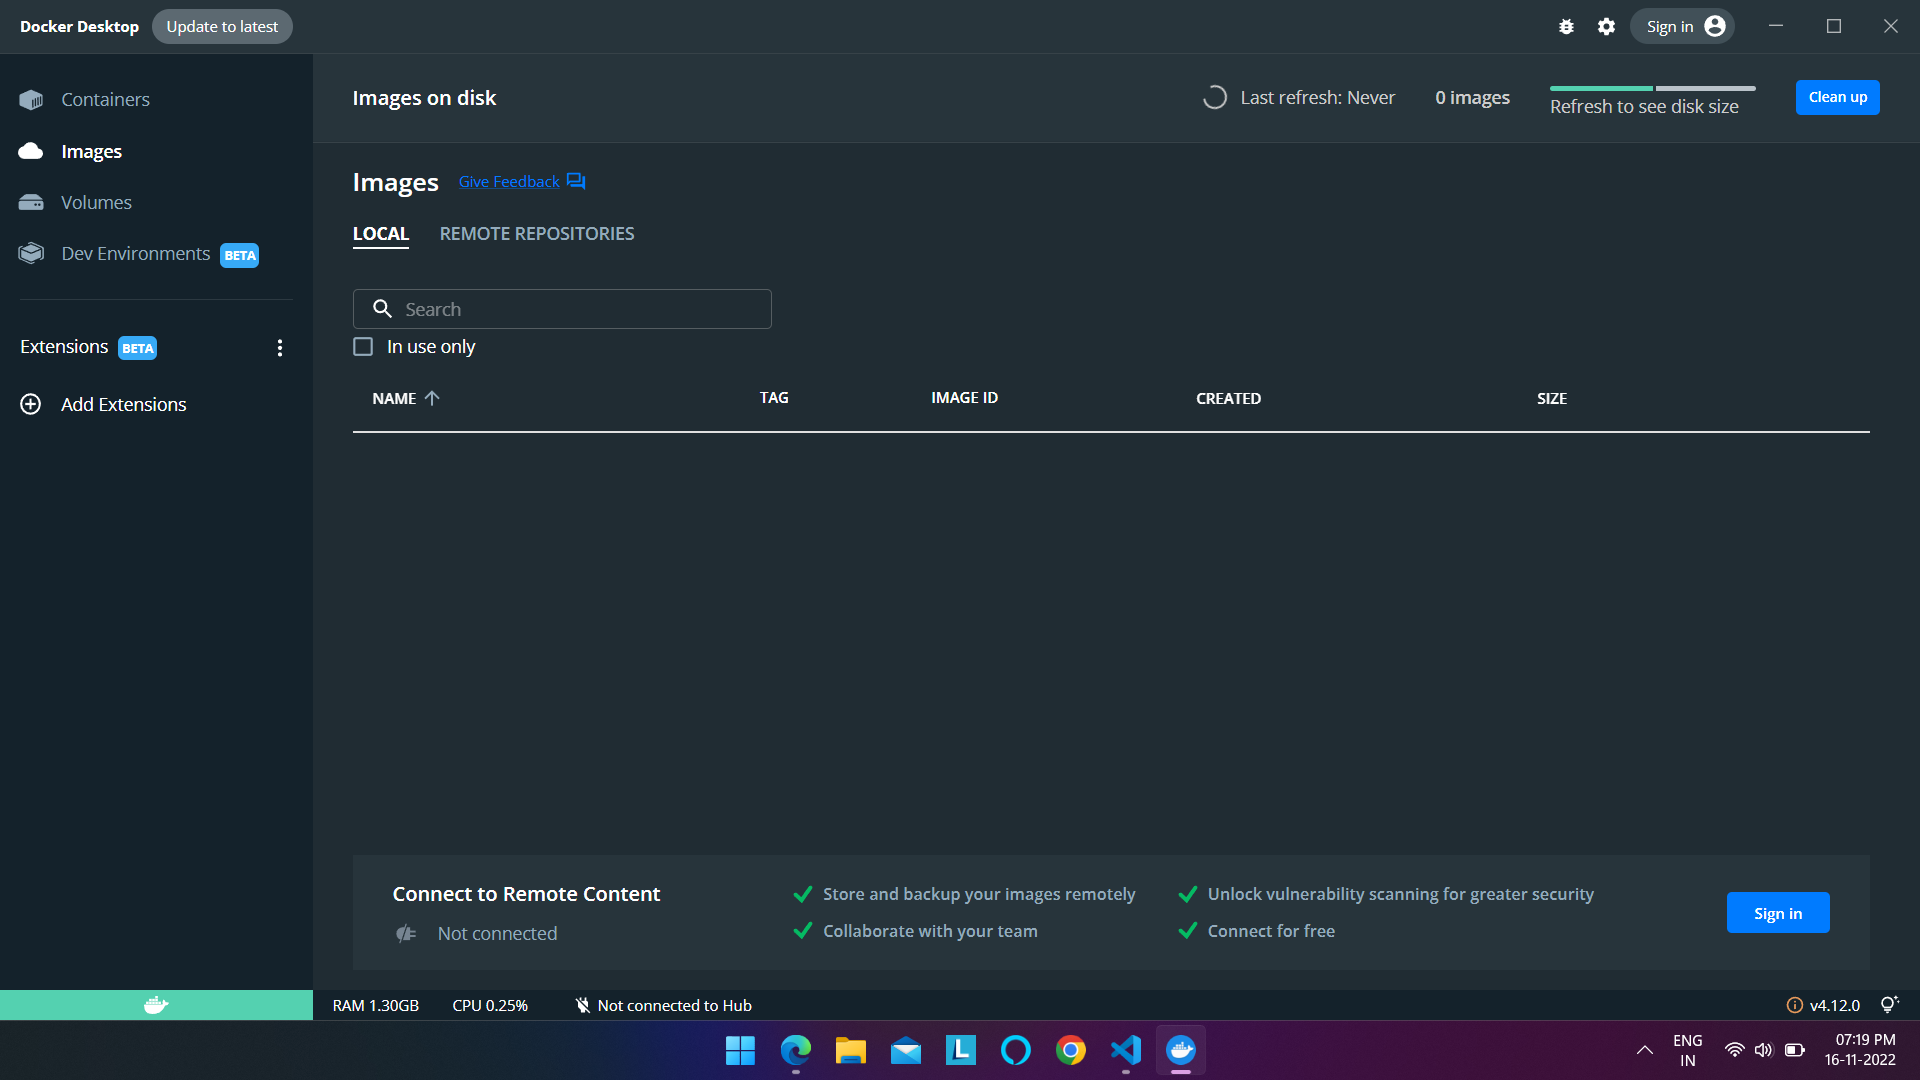 Docker Desktop Update to latest Sign in
Containers
Images
Volumes
Dev Environments BETA
Extensions BETA
Add Extensions
Images on disk Last refresh: Never 0 images Refresh to see disk size Clean up
Images Give Feedback
LOCAL REMOTE REPOSITORIES
Search
In use only
NAME TAG IMAGE ID CREATED SIZE
Connect to Remote Content
Not connected
Store and backup your images remotely
Collaborate with your team
Unlock vulnerability scanning for greater security
Connect for free
Sign in
RAM 1.30GB CPU 0.25% Not connected to Hub v4.12.0
L
ENG
IN
07:19 PM
16-11-2022